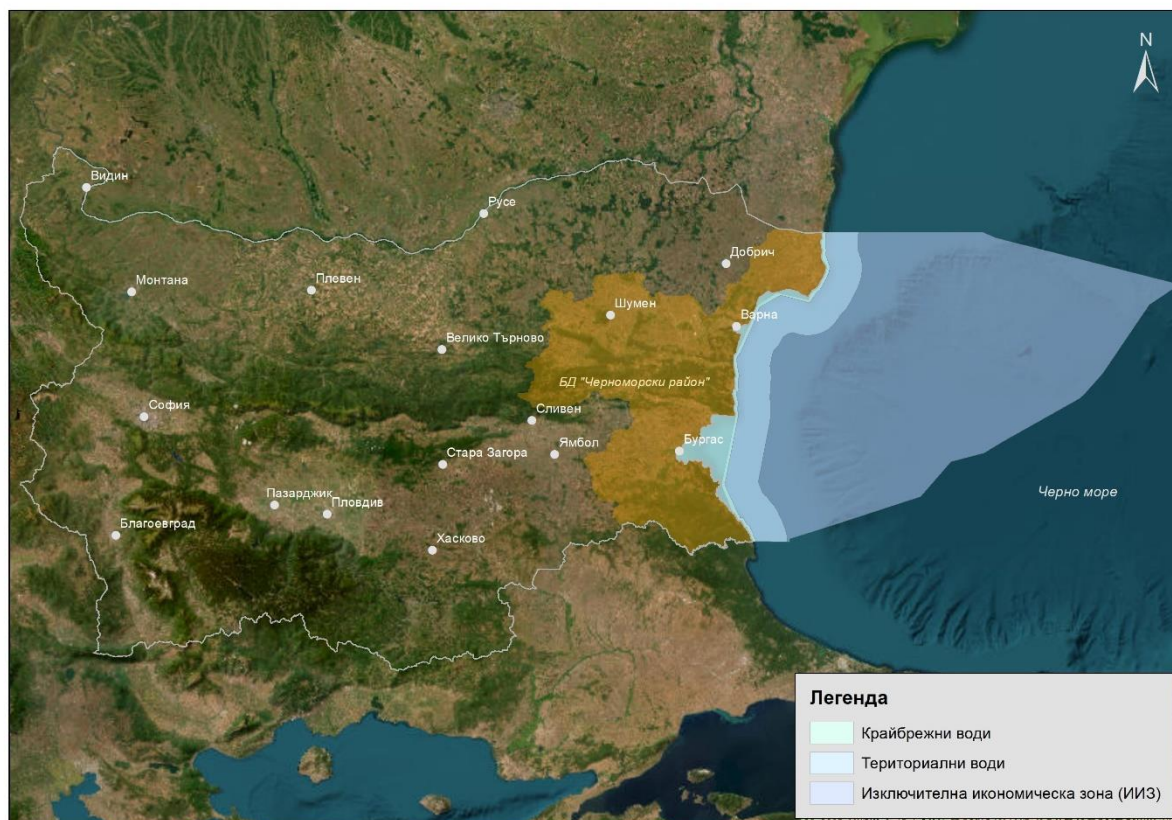 N
Видин
Русе
Добрич
Монтана
Плевен
Шумен
Варна
Велико Търново
БД "Черноморски район"
София
Сливен
Бургас
Ямбол
Стара Загора
Пазарджик
Пловдив
Черно море
Благоевград
Хасково
Легенда
Крайбрежни води
Териториални води
Изключителна икономическа зона (ИИЗ)